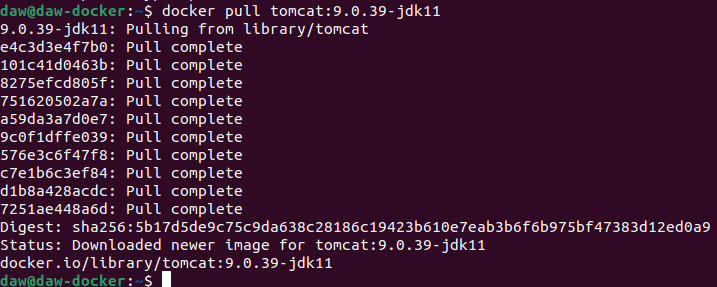 daw@daw-docker:~$ docker pull tomcat:9.0.39-jdk11
9.0.39-jdk11: Pulling from library/tomcat
e4c3d3e4f7b0: Pull complete
101c41d0463b: Pull complete
8275efcd805f: Pull complete
751620502a7a: Pull complete
a59da3a7d0e7: Pull complete
9c0f1dffe039: Pull complete
576e3c6f47f8: Pull complete
c7e1b6c3ef84: Pull complete
d1b8a428acdc: Pull complete
7251ae448a6d: Pull complete
Digest: sha256:5b17d5de9c75c9da638c28186c19423b610e7eab3b6f6b975bf47383d12ed0a9
Status: Downloaded newer image for tomcat:9.0.39-jdk11
docker.io/library/tomcat:9.0.39-jdk11
daw@daw-docker:~$